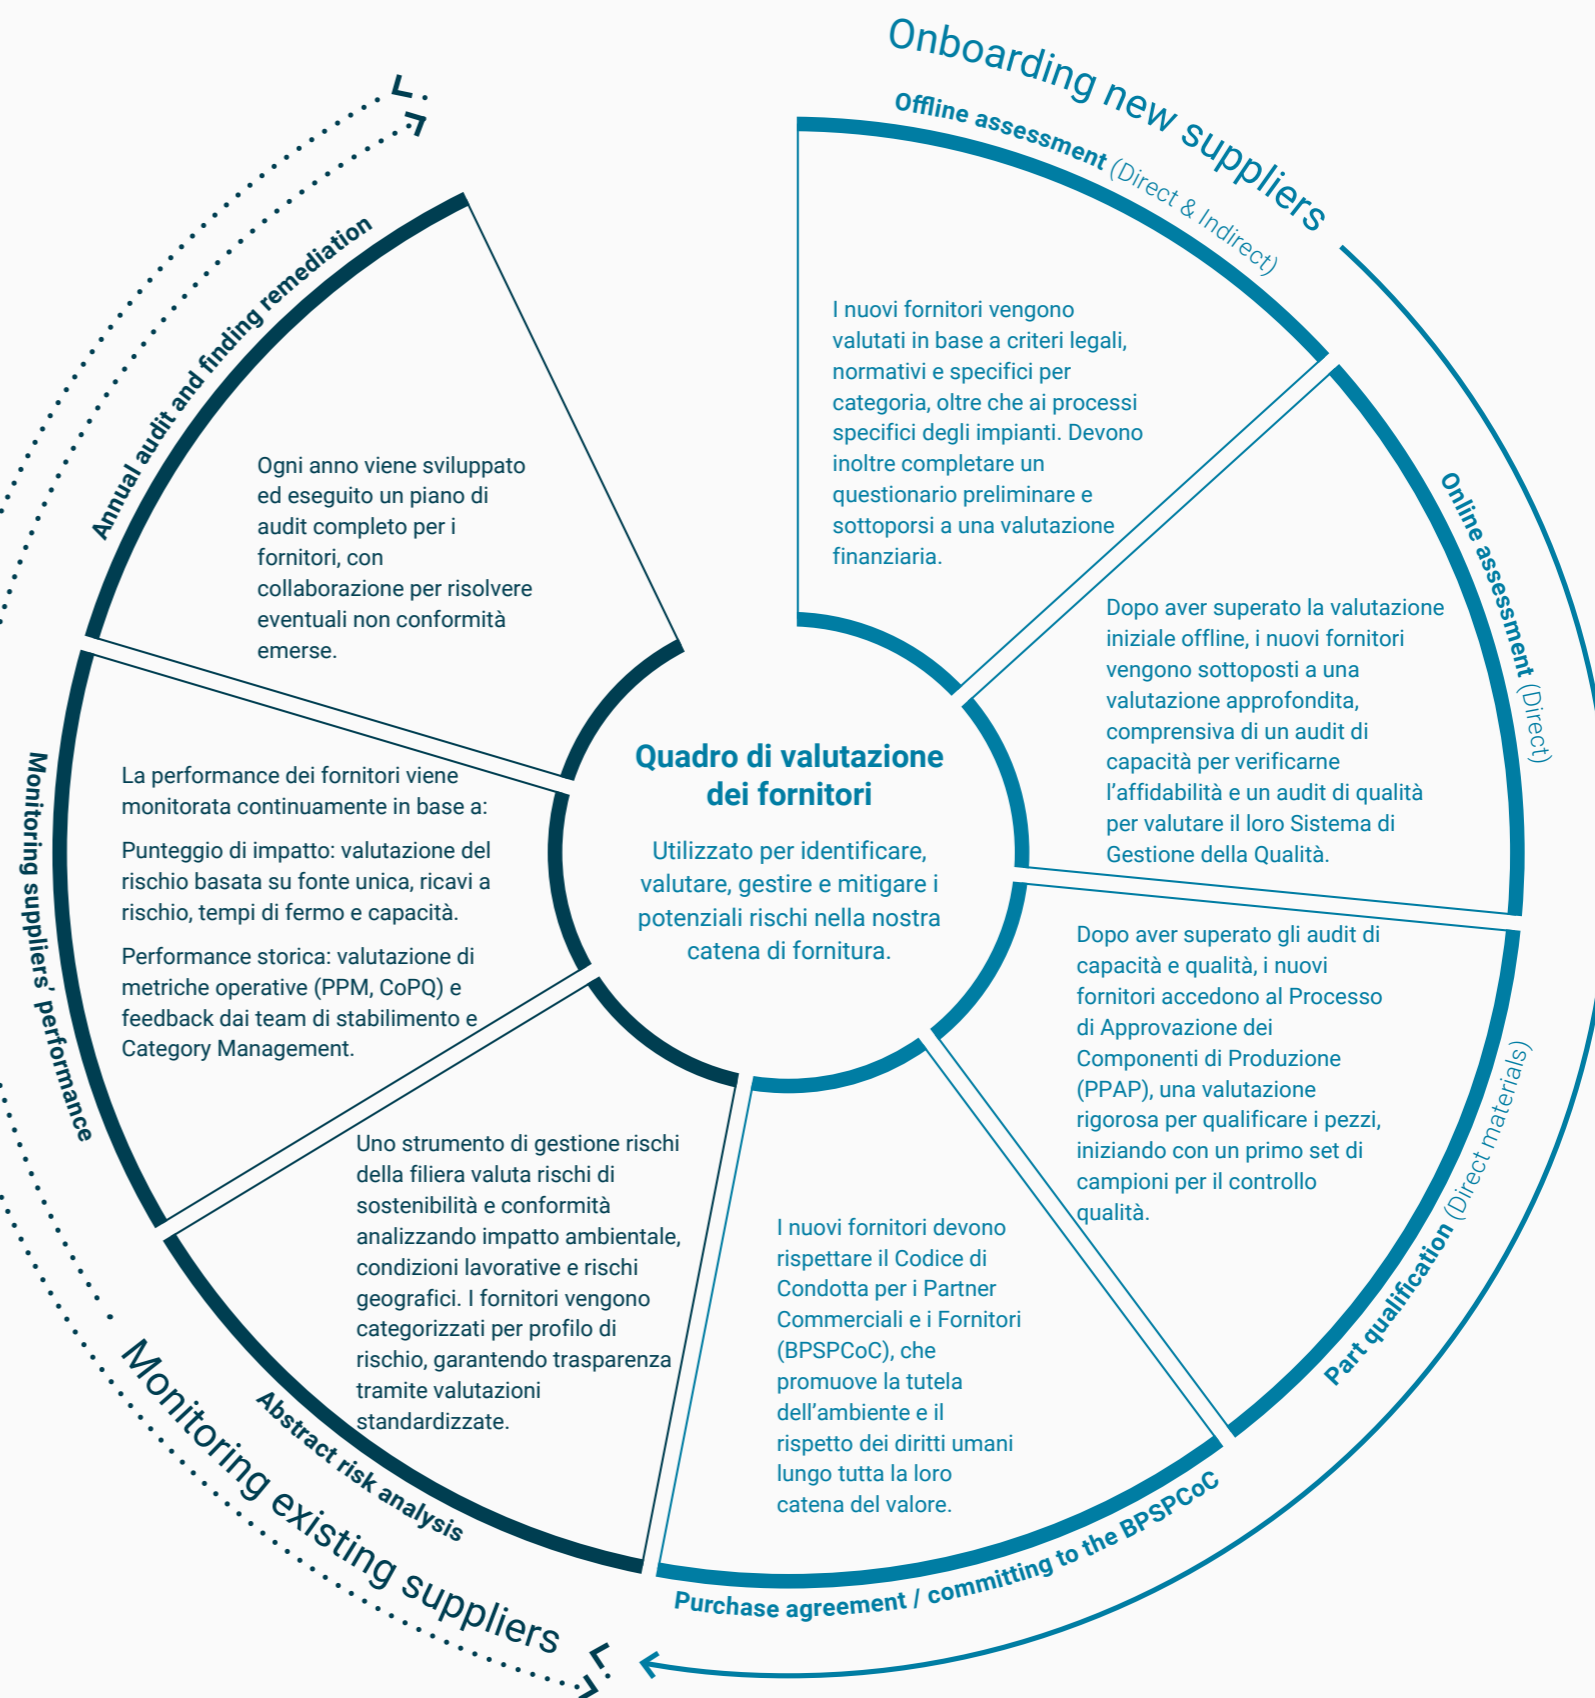 Onboarding new suppliers
Offline assessment (Direct & Indirect)
I nuovi fornitori vengono
valutati in base a criteri legali,
normativi e specifici per
categoria, oltre che ai processi
specifici degli impianti. Devono
inoltre completare un
questionario preliminare e
sottoporsi a una valutazione
finanziaria.
Online assessment (Direct)
Dopo aver superato la valutazione
iniziale offline, i nuovi fornitori
vengono sottoposti a una
valutazione approfondita,
comprensiva di un audit di
capacità per verificarne
l’affidabilità e un audit di qualità
per valutare il loro Sistema di
Gestione della Qualità.
Part qualification (Direct materials)
Dopo aver superato gli audit di
capacità e qualità, i nuovi
fornitori accedono al Processo
di Approvazione dei
Componenti di Produzione
(PPAP), una valutazione
rigorosa per qualificare i pezzi,
iniziando con un primo set di
campioni per il controllo
qualità.
Purchase agreement / committing to the BPSPCoC
I nuovi fornitori devono
rispettare il Codice di
Condotta per i Partner
Commerciali e i Fornitori
(BPSPCoC), che
promuove la tutela
dell’ambiente e il
rispetto dei diritti umani
lungo tutta la loro
catena del valore.
Monitoring existing suppliers
Abstract risk analysis
Uno strumento di gestione rischi
della filiera valuta rischi di
sostenibilità e conformità
analizzando impatto ambientale,
condizioni lavorative e rischi
geografici. I fornitori vengono
categorizzati per profilo di
rischio, garantendo trasparenza
tramite valutazioni
standardizzate.
Monitoring suppliers’ performance
La performance dei fornitori viene
monitorata continuamente in base a:
Punteggio di impatto: valutazione del
rischio basata su fonte unica, ricavi a
rischio, tempi di fermo e capacità.
Performance storica: valutazione di
metriche operative (PPM, CoPQ) e
feedback dai team di stabilimento e
Category Management.
Annual audit and finding remediation
Ogni anno viene sviluppato
ed eseguito un piano di
audit completo per i
fornitori, con
collaborazione per risolvere
eventuali non conformità
emerse.
Quadro di valutazione
dei fornitori
Utilizzato per identificare,
valutare, gestire e mitigare i
potenziali rischi nella nostra
catena di fornitura.